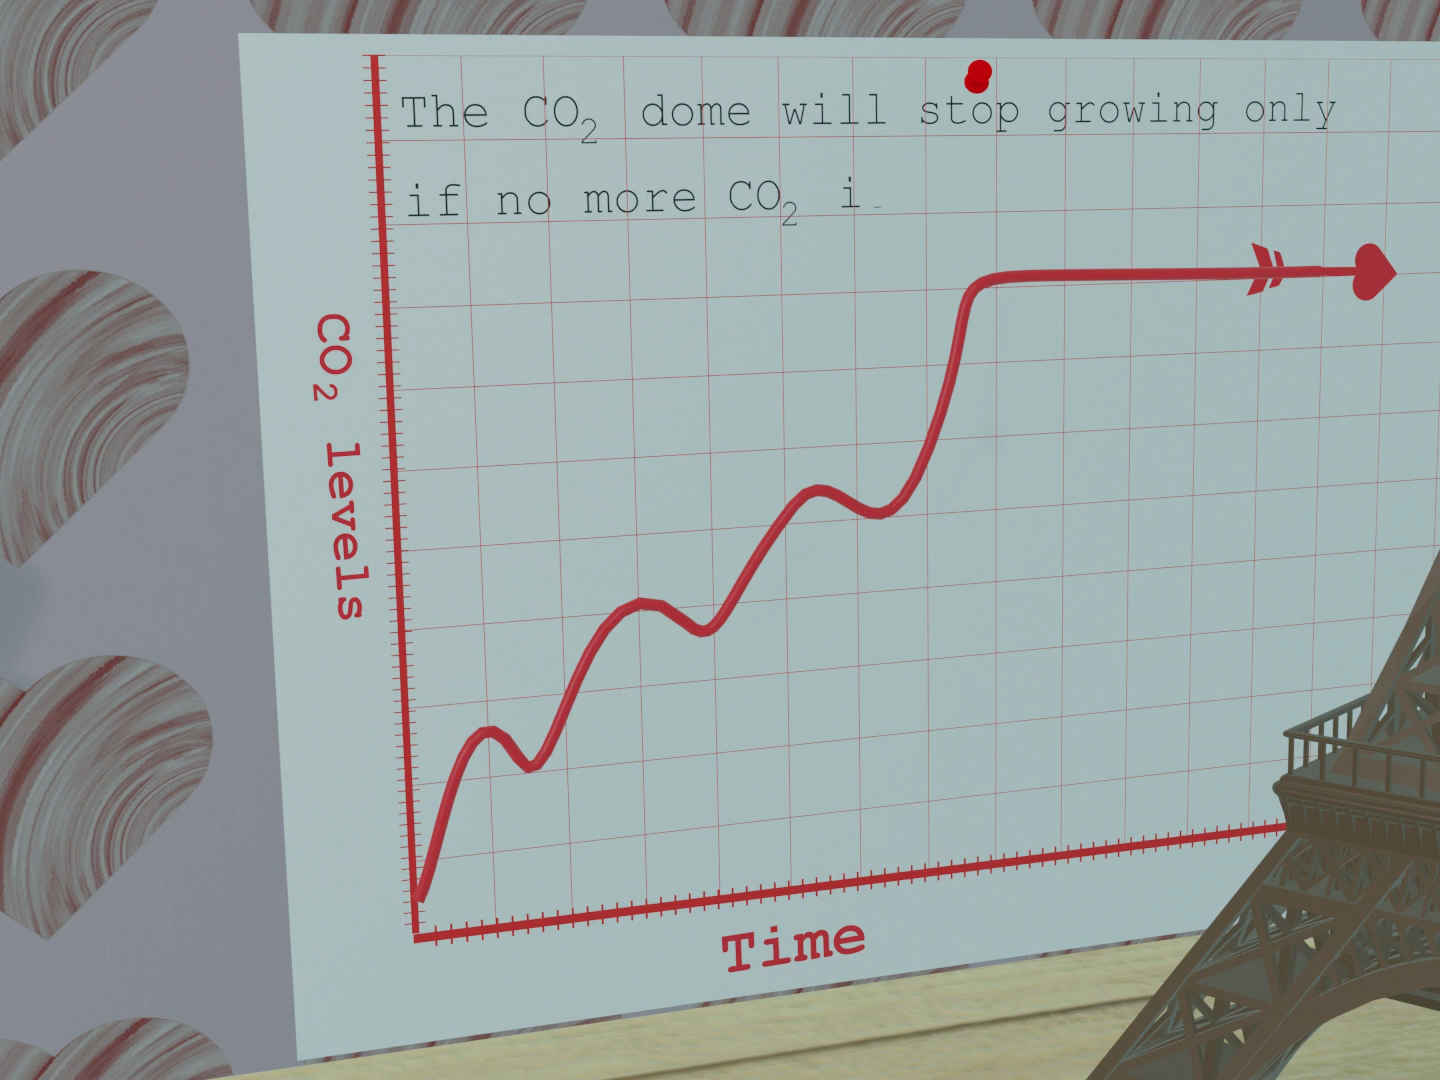 The CO₂ dome will stop growing only
if no more CO₂ i
CO₂ levels
Time